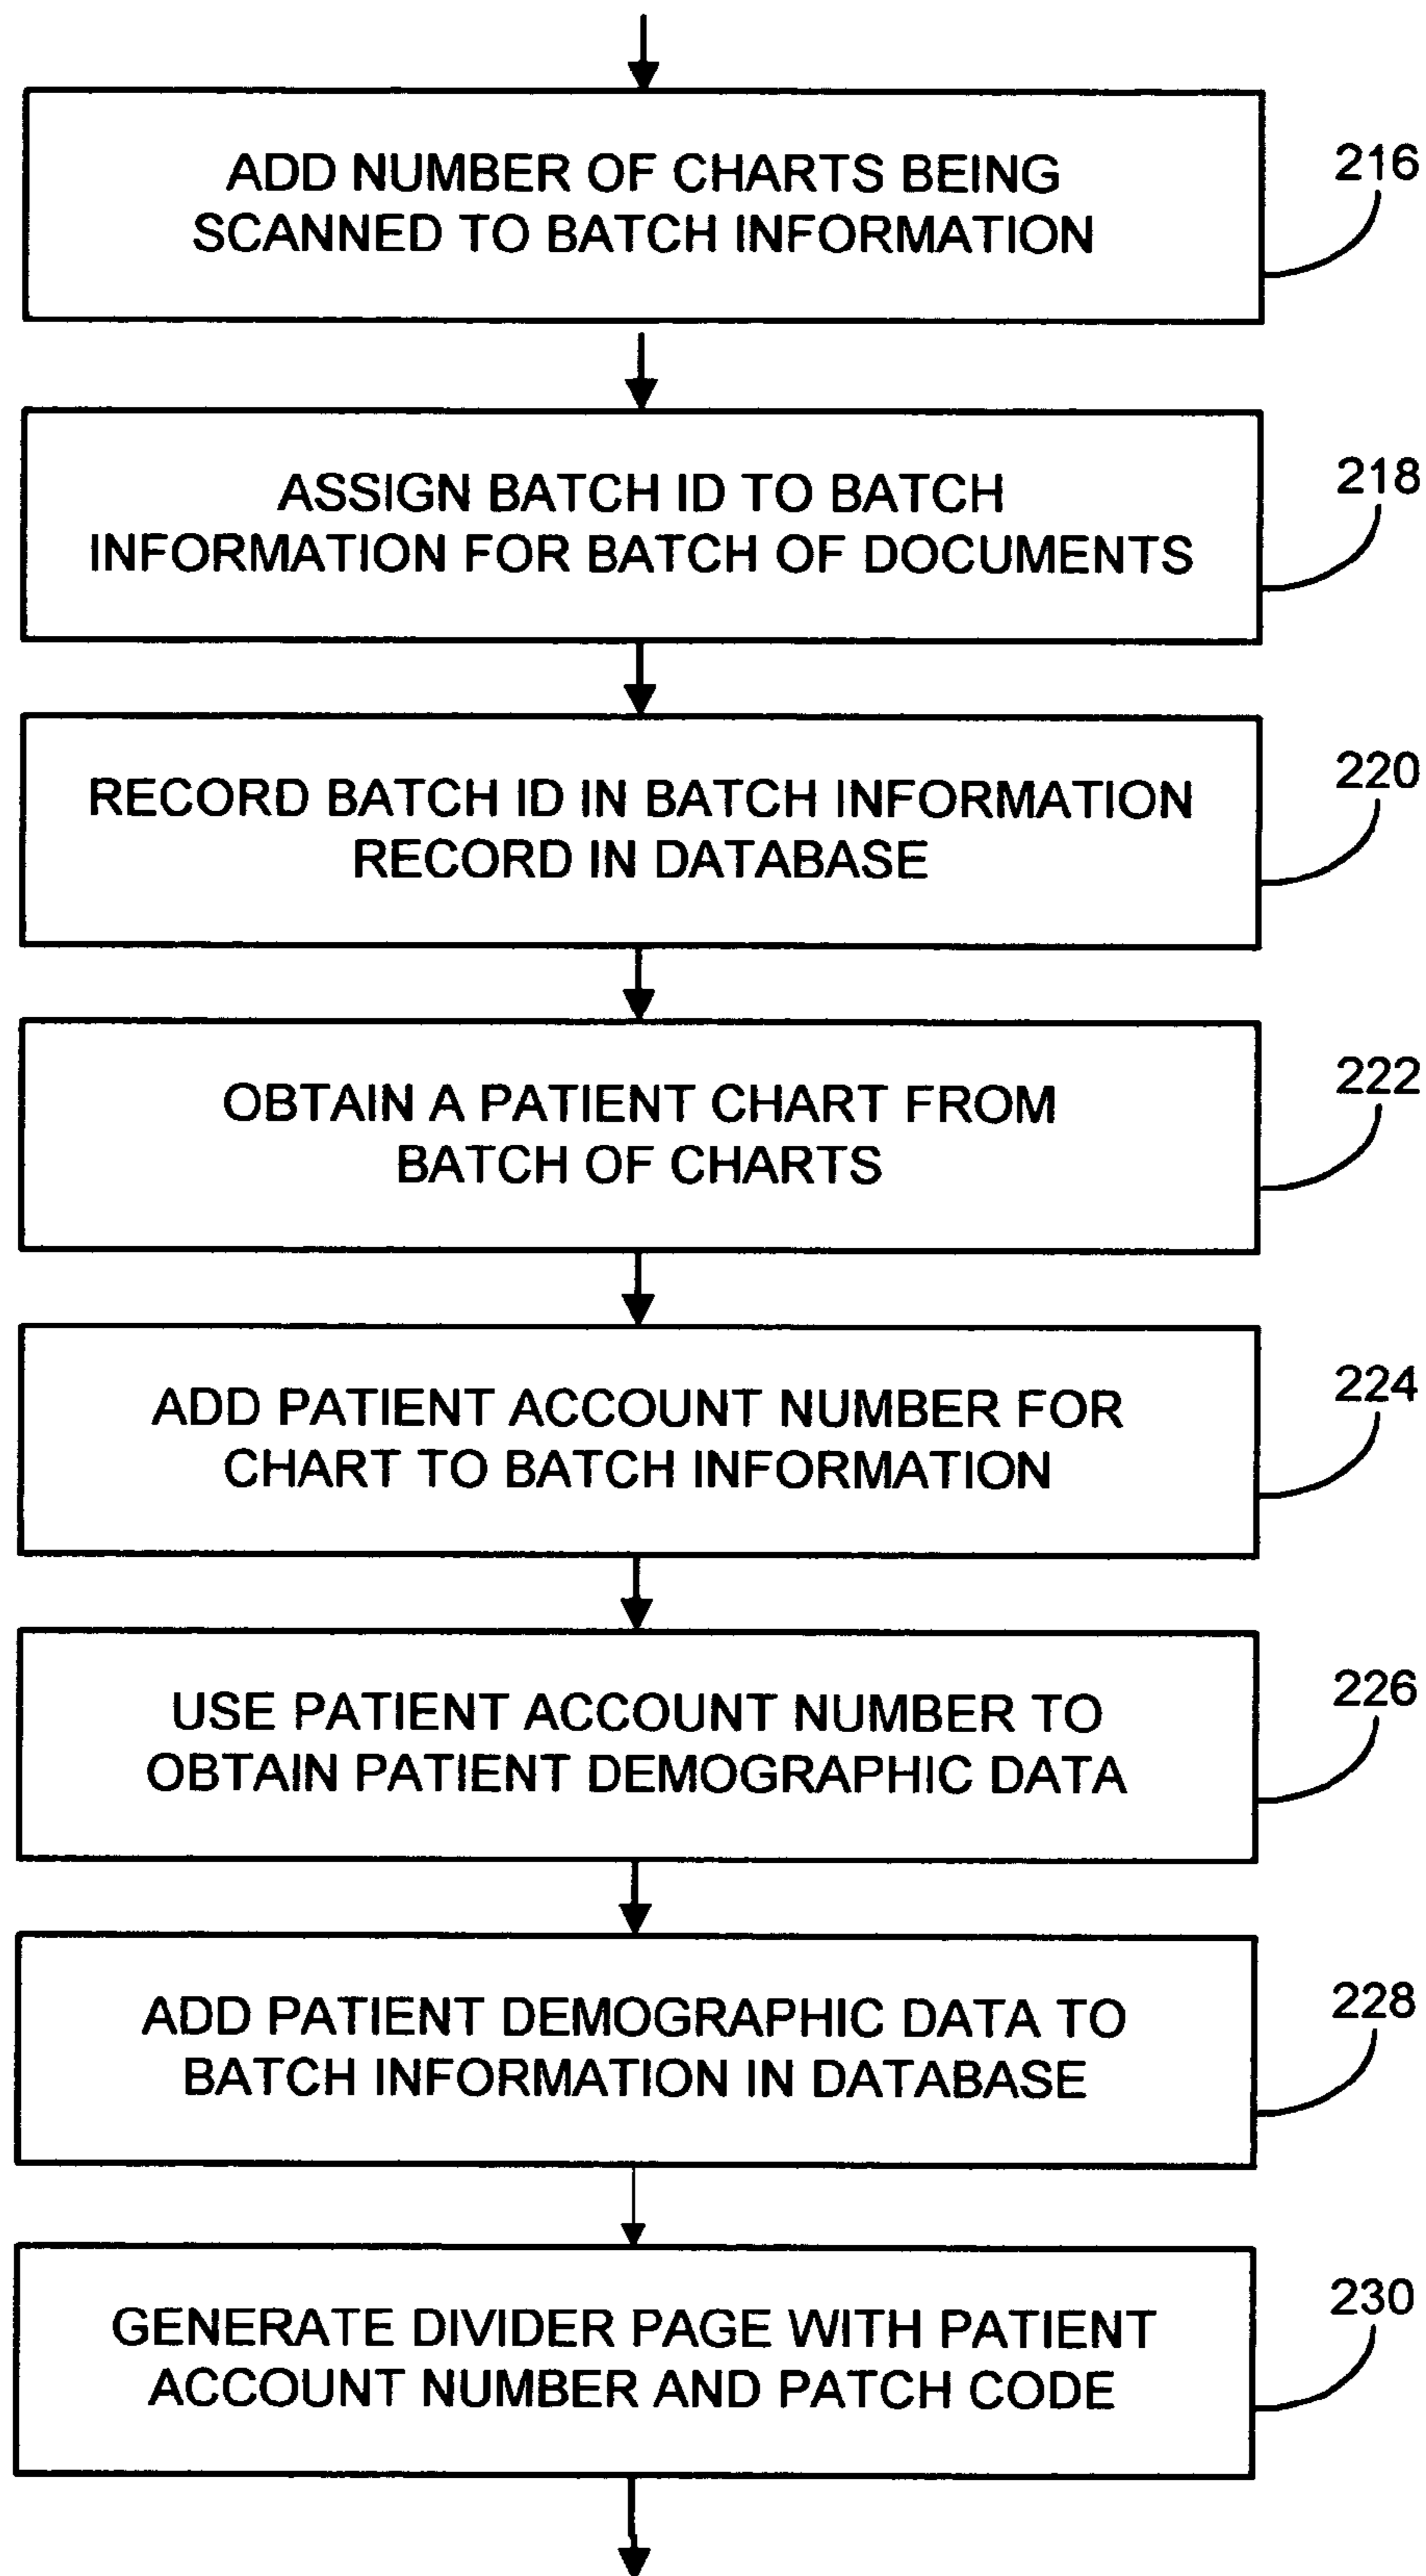 ADD NUMBER OF CHARTS BEING
SCANNED TO BATCH INFORMATION
216
ASSIGN BATCH ID TO BATCH
INFORMATION FOR BATCH OF DOCUMENTS
218
RECORD BATCH ID IN BATCH INFORMATION
RECORD IN DATABASE
220
OBTAIN A PATIENT CHART FROM
BATCH OF CHARTS
222
ADD PATIENT ACCOUNT NUMBER FOR
CHART TO BATCH INFORMATION
224
USE PATIENT ACCOUNT NUMBER TO
OBTAIN PATIENT DEMOGRAPHIC DATA
226
ADD PATIENT DEMOGRAPHIC DATA TO
BATCH INFORMATION IN DATABASE
228
GENERATE DIVIDER PAGE WITH PATIENT
ACCOUNT NUMBER AND PATCH CODE
230